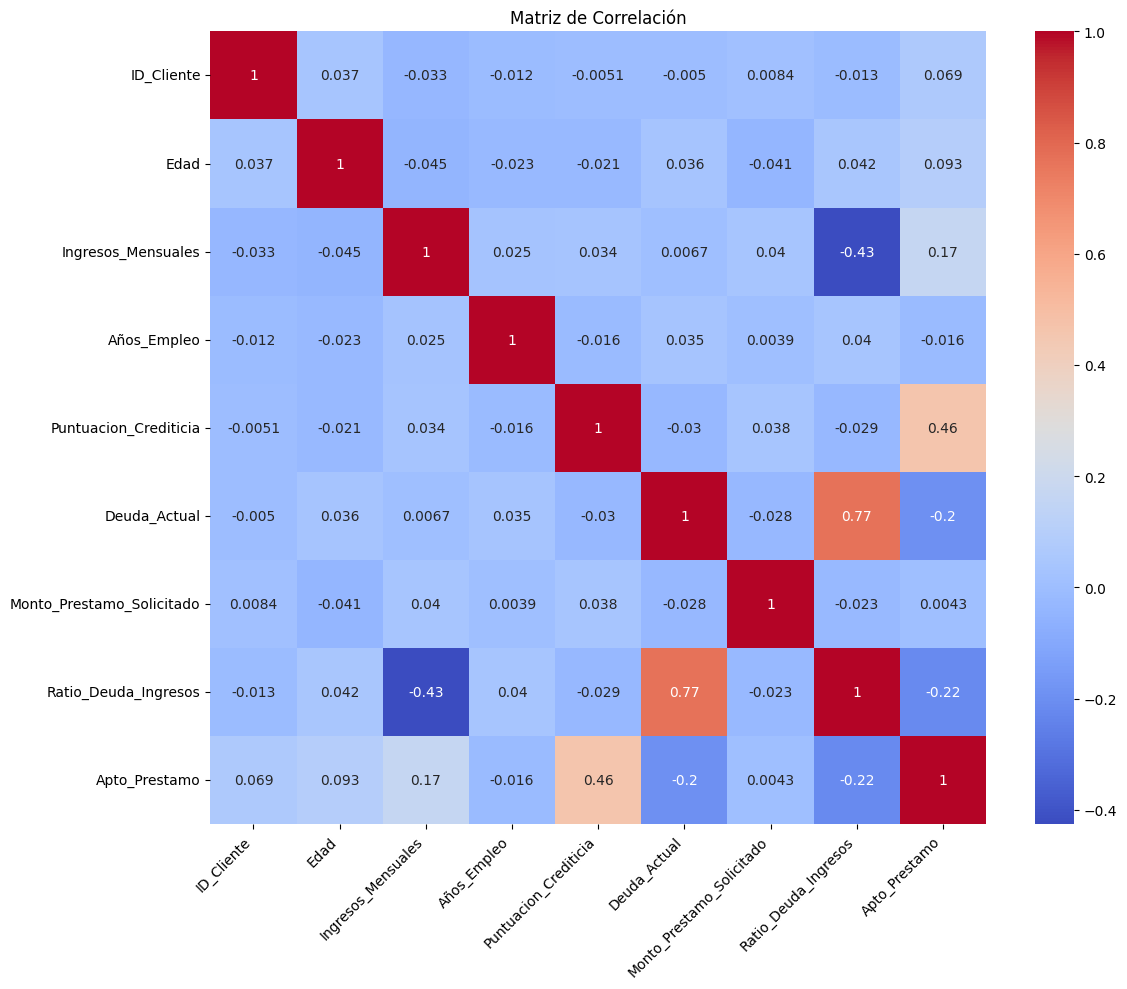 Matriz de Correlación
ID_Cliente 1 0.037 -0.033 -0.012 -0.0051 -0.005 0.0084 -0.013 0.069
Edad 0.037 1 -0.045 -0.023 -0.021 0.036 -0.041 0.042 0.093
Ingresos_Mensuales -0.033 -0.045 1 0.025 0.034 0.0067 0.04 -0.43 0.17
Años_Empleo -0.012 -0.023 0.025 1 -0.016 0.035 0.0039 0.04 -0.016
Puntuacion_Crediticia -0.0051 -0.021 0.034 -0.016 1 -0.03 0.038 -0.029 0.46
Deuda_Actual -0.005 0.036 0.0067 0.035 -0.03 1 -0.028 0.77 -0.2
Monto_Prestamo_Solicitado 0.0084 -0.041 0.04 0.0039 0.038 -0.028 1 -0.023 0.0043
Ratio_Deuda_Ingresos -0.013 0.042 -0.43 0.04 -0.029 0.77 -0.023 1 -0.22
Apto_Prestamo 0.069 0.093 0.17 -0.016 0.46 -0.2 0.0043 -0.22 1
ID_Cliente
Edad
Ingresos_Mensuales
Años_Empleo
Puntuacion_Crediticia
Deuda_Actual
Monto_Prestamo_Solicitado
Ratio_Deuda_Ingresos
Apto_Prestamo
1.0
0.8
0.6
0.4
0.2
0.0
−0.2
−0.4